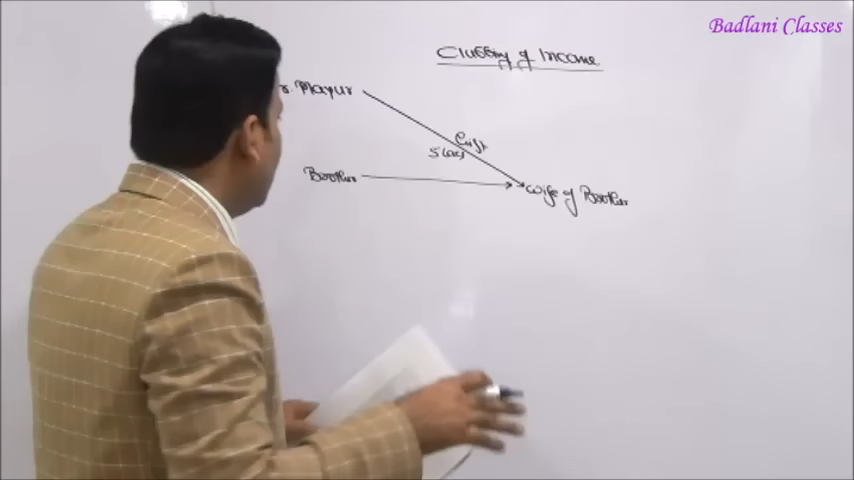 Badlani Classes
Clubbing of Income
r. Mayur
Gift
5 lacs
Brother
Wife of Brother